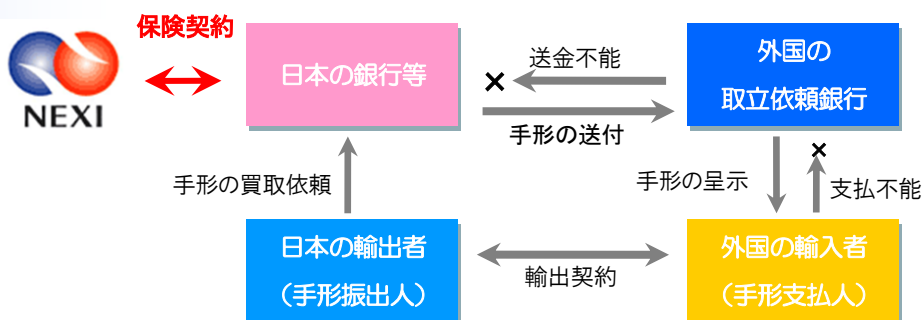 保険契約
NEXI
日本の銀行等
送金不能
×
手形の送付
外国の
取立依頼銀行
手形の買取依頼
手形の呈示
×
支払不能
日本の輸出者
（手形振出人）
輸出契約
外国の輸入者
（手形支払人）